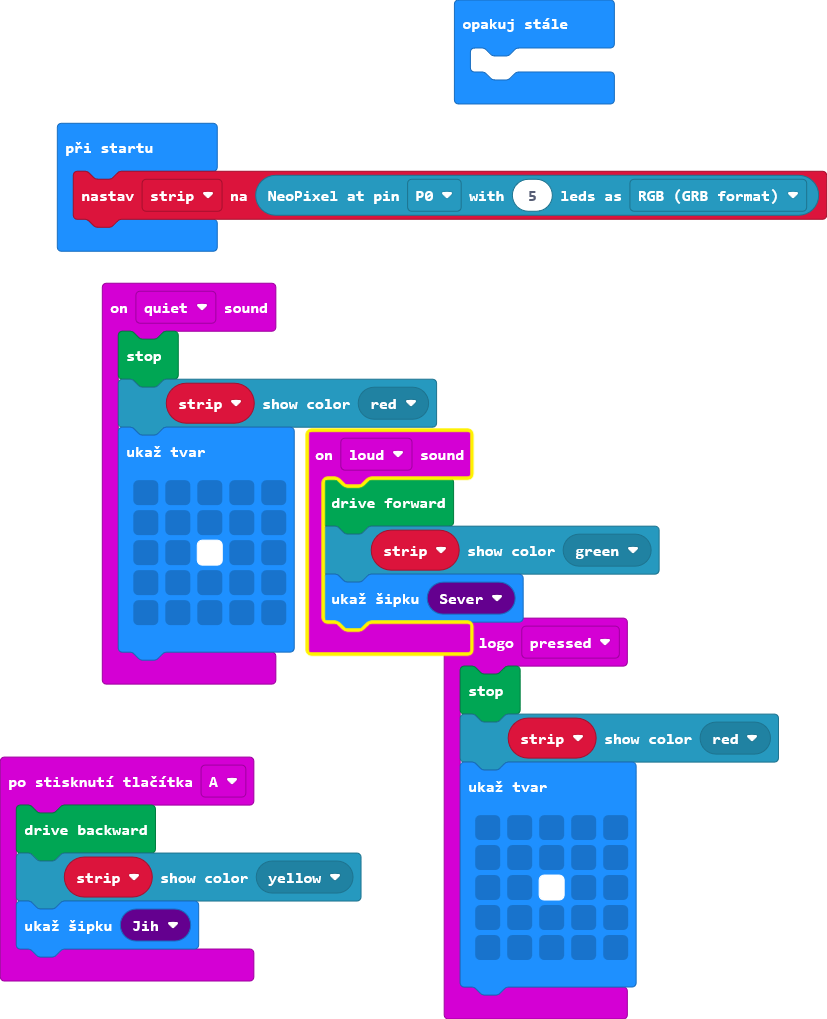 opakuj stále
při startu
nastav strip na NeoPixel at pin P0 with 5 leds as RGB (GRB format)
on quiet sound
stop
strip show color red
ukaž tvar
on loud sound
drive forward
strip show color green
ukaž šipku Sever
logo pressed
stop
strip show color red
ukaž tvar
po stisknutí tlačítka A
drive backward
strip show color yellow
ukaž šipku Jih